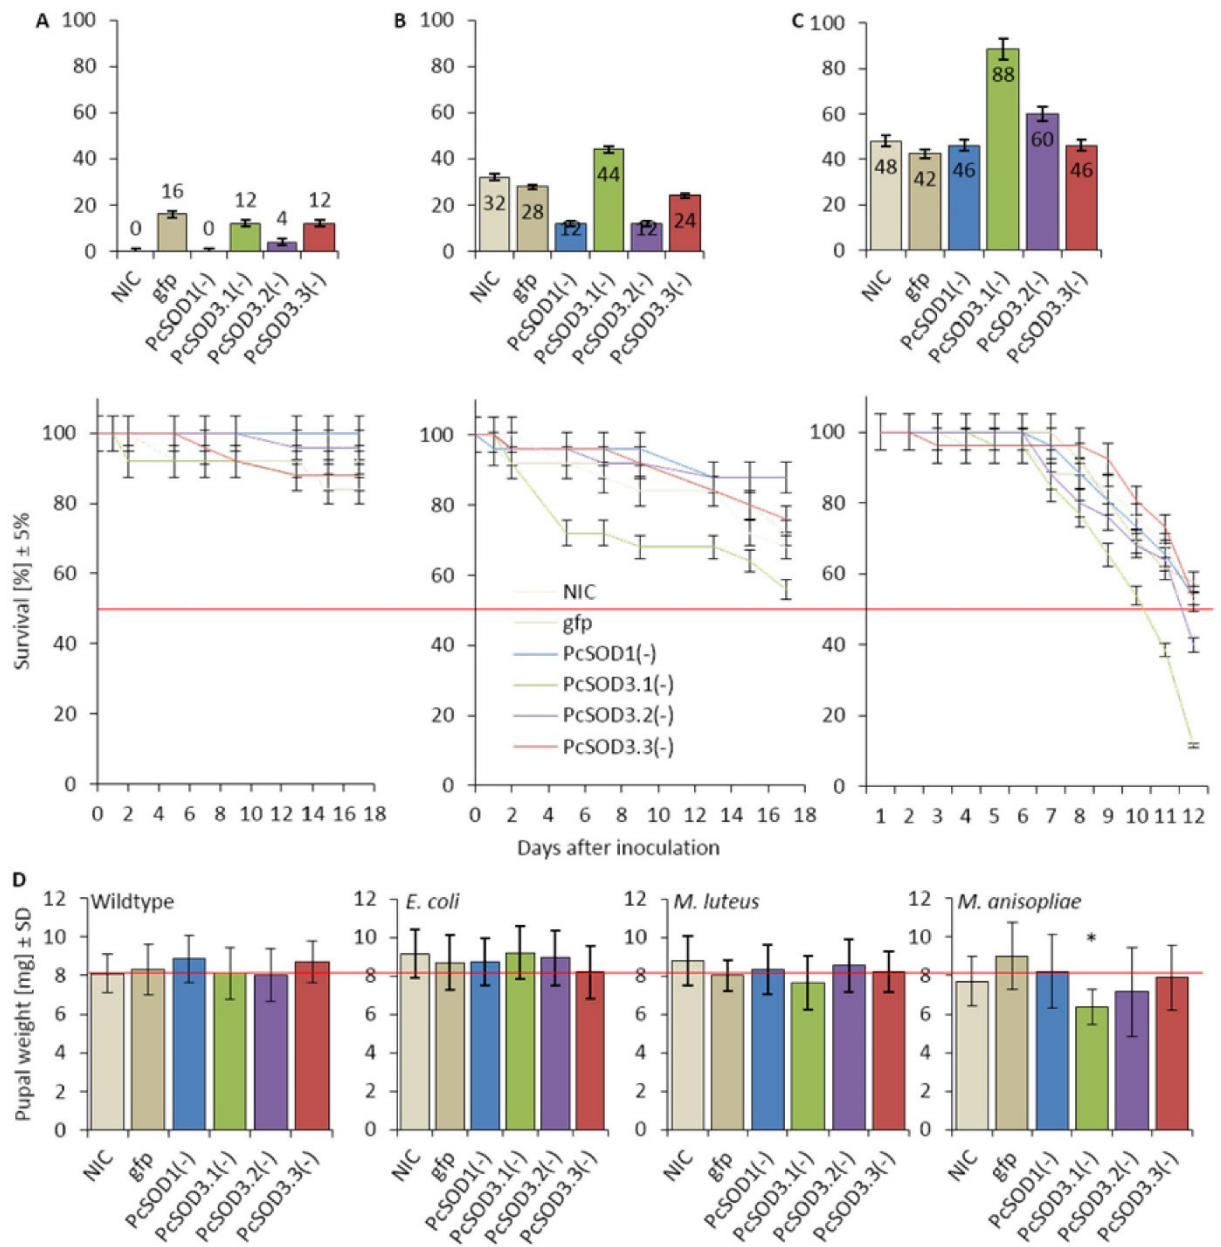 A
100
80
60
40
20
0
0
16
0
12
4
12
NIC
gfp
PcSOD1(-)
PcSOD3.1(-)
PcSOD3.2(-)
PcSOD3.3(-)
B
100
80
60
40
20
0
32
28
12
44
12
24
NIC
gfp
PcSOD1(-)
PcSOD3.1(-)
PcSOD3.2(-)
PcSOD3.3(-)
C
100
80
60
40
20
0
48
42
46
88
60
46
NIC
gfp
PcSOD1(-)
PcSOD3.1(-)
PcSO3.2(-)
PcSOD3.3(-)
Survival [%] ± 5%
100
80
60
40
20
0
0 2 4 6 8 10 12 14 16 18
100
80
60
40
20
0
0 2 4 6 8 10 12 14 16 18
NIC
gfp
PcSOD1(-)
PcSOD3.1(-)
PcSOD3.2(-)
PcSOD3.3(-)
100
80
60
40
20
0
1 2 3 4 5 6 7 8 9 10 11 12
Days after inoculation
D
Pupal weight [mg] ± SD
Wildtype
12
10
8
6
4
2
0
NIC
gfp
PcSOD1(-)
PcSOD3.1(-)
PcSOD3.2(-)
PcSOD3.3(-)
E. coli
12
10
8
6
4
2
0
NIC
gfp
PcSOD1(-)
PcSOD3.1(-)
PcSOD3.2(-)
PcSOD3.3(-)
M. luteus
12
10
8
6
4
2
0
NIC
gfp
PcSOD1(-)
PcSOD3.1(-)
PcSOD3.2(-)
PcSOD3.3(-)
M. anisopliae
12
10
8
6
4
2
0
*
NIC
gfp
PcSOD1(-)
PcSOD3.1(-)
PcSOD3.2(-)
PcSOD3.3(-)